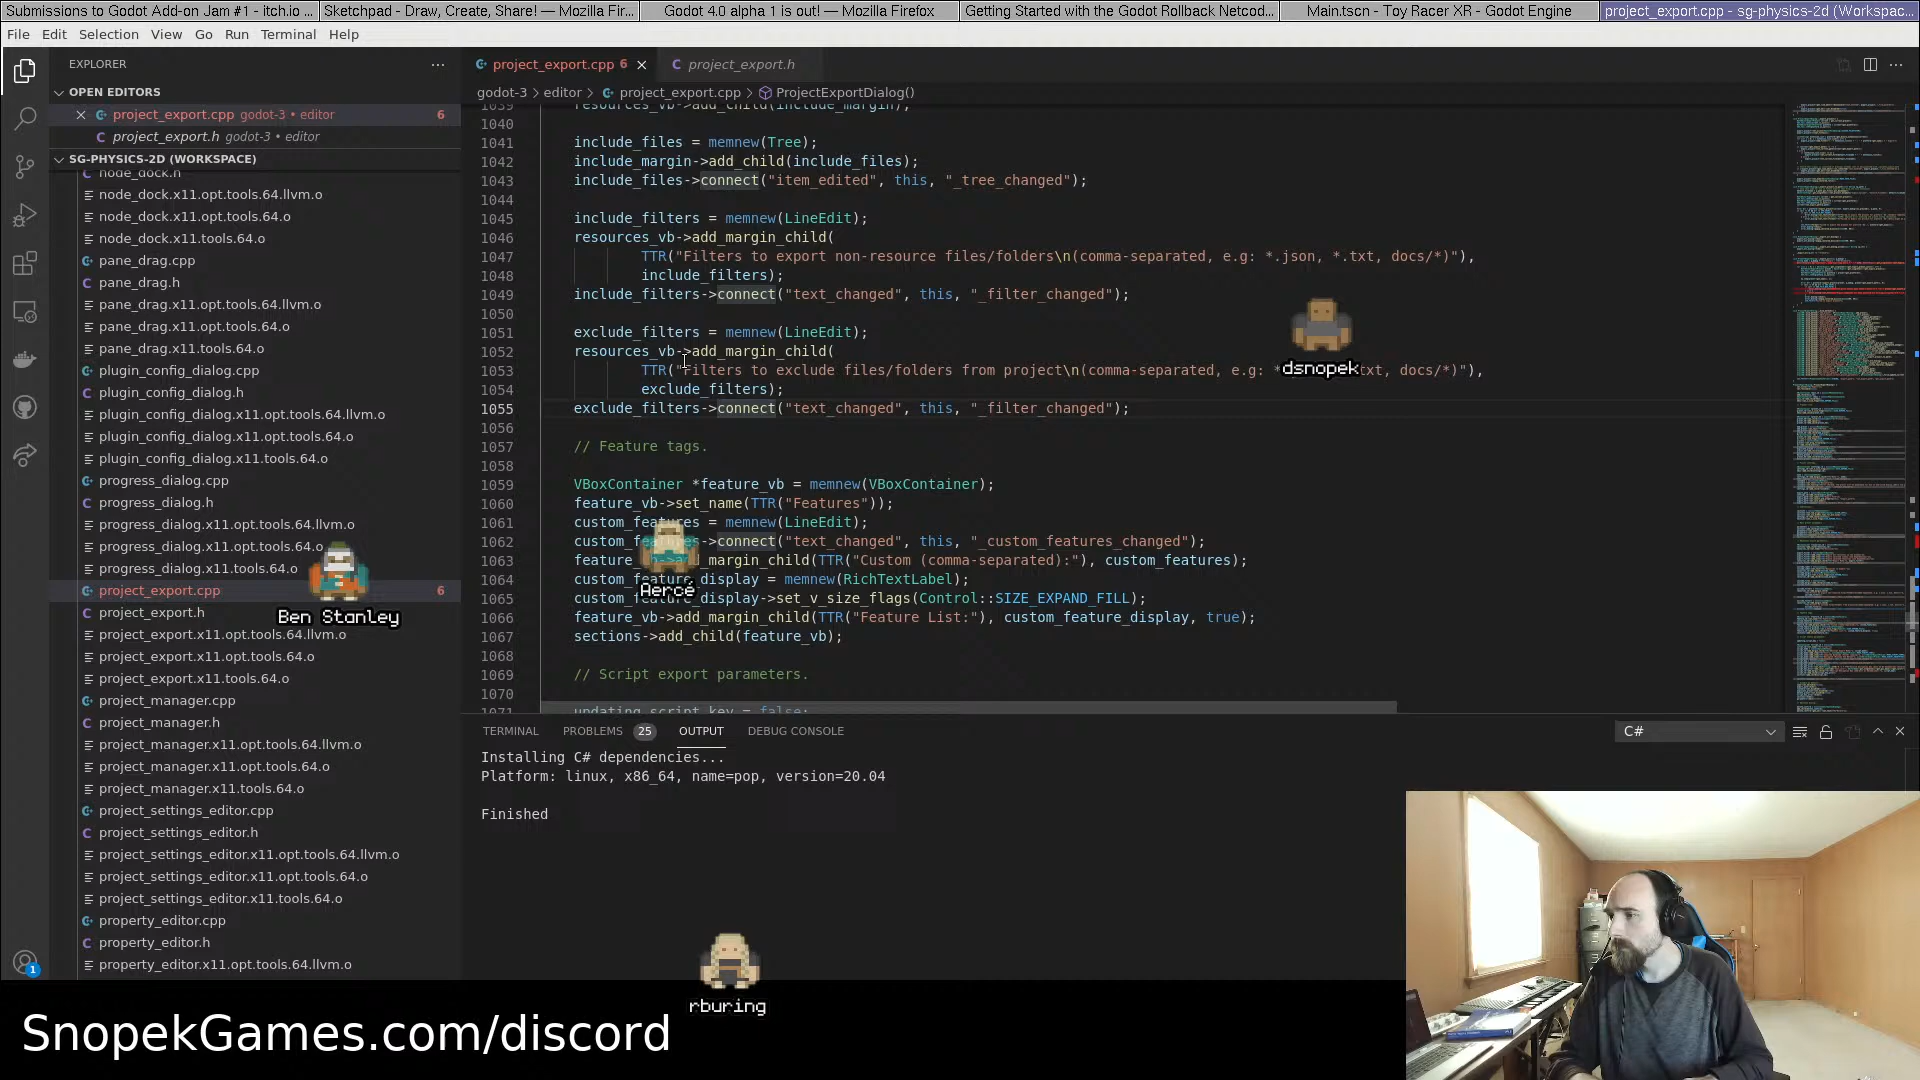 Submissions to Godot Add-on Jam #1 - itch.io ...
Sketchpad - Draw, Create, Share! — Mozilla Fir...
Godot 4.0 alpha 1 is out! — Mozilla Firefox
Getting Started with the Godot Rollback Netcod...
Main.tscn - Toy Racer XR - Godot Engine
project_export.cpp - sg-physics-2d (Workspac...
File Edit Selection View Go Run Terminal Help
EXPLORER
OPEN EDITORS
project_export.cpp godot-3 • editor 6
project_export.h godot-3 • editor
SG-PHYSICS-2D (WORKSPACE)
node_dock.h
node_dock.x11.opt.tools.64.llvm.o
node_dock.x11.opt.tools.64.o
node_dock.x11.tools.64.o
pane_drag.cpp
pane_drag.h
pane_drag.x11.opt.tools.64.llvm.o
pane_drag.x11.opt.tools.64.o
pane_drag.x11.tools.64.o
plugin_config_dialog.cpp
plugin_config_dialog.h
plugin_config_dialog.x11.opt.tools.64.llvm.o
plugin_config_dialog.x11.opt.tools.64.o
plugin_config_dialog.x11.tools.64.o
progress_dialog.cpp
progress_dialog.h
progress_dialog.x11.opt.tools.64.llvm.o
progress_dialog.x11.opt.tools.64.o
progress_dialog.x11.tools.64.o
project_export.cpp 6
project_export.h
project_export.x11.opt.tools.64.llvm.o
project_export.x11.opt.tools.64.o
project_export.x11.tools.64.o
project_manager.cpp
project_manager.h
project_manager.x11.opt.tools.64.llvm.o
project_manager.x11.opt.tools.64.o
project_manager.x11.tools.64.o
project_settings_editor.cpp
project_settings_editor.h
project_settings_editor.x11.opt.tools.64.llvm.o
project_settings_editor.x11.opt.tools.64.o
project_settings_editor.x11.tools.64.o
property_editor.cpp
property_editor.h
property_editor.x11.opt.tools.64.llvm.o
1
project_export.cpp 6
project_export.h
godot-3 > editor > project_export.cpp > ProjectExportDialog()
1039 resources_vb->add_child(include_margin);
1040
1041 include_files = memnew(Tree);
1042 include_margin->add_child(include_files);
1043 include_files->connect("item_edited", this, "_tree_changed");
1044
1045 include_filters = memnew(LineEdit);
1046 resources_vb->add_margin_child(
1047 TTR("Filters to export non-resource files/folders\n(comma-separated, e.g: *.json, *.txt, docs/*)"),
1048 include_filters);
1049 include_filters->connect("text_changed", this, "_filter_changed");
1050
1051 exclude_filters = memnew(LineEdit);
1052 resources_vb->add_margin_child(
1053 TTR("Filters to exclude files/folders from project\n(comma-separated, e.g: * txt, docs/*)"),
1054 exclude_filters);
1055 exclude_filters->connect("text_changed", this, "_filter_changed");
1056
1057 // Feature tags.
1058
1059 VBoxContainer *feature_vb = memnew(VBoxContainer);
1060 feature_vb->set_name(TTR("Features"));
1061 custom_features = memnew(LineEdit);
1062 custom_features->connect("text_changed", this, "_custom_features_changed");
1063 feature_vb->add_margin_child(TTR("Custom (comma-separated):"), custom_features);
1064 custom_feature_display = memnew(RichTextLabel);
1065 custom_feature_display->set_v_size_flags(Control::SIZE_EXPAND_FILL);
1066 feature_vb->add_margin_child(TTR("Feature List:"), custom_feature_display, true);
1067 sections->add_child(feature_vb);
1068
1069 // Script export parameters.
1070
1071 updating_script_key = false;
dsnopek
Aerce
Ben Stanley
TERMINAL PROBLEMS 25 OUTPUT DEBUG CONSOLE
C#
Installing C# dependencies...
Platform: linux, x86_64, name=pop, version=20.04
Finished
rburing
SnopekGames.com/discord